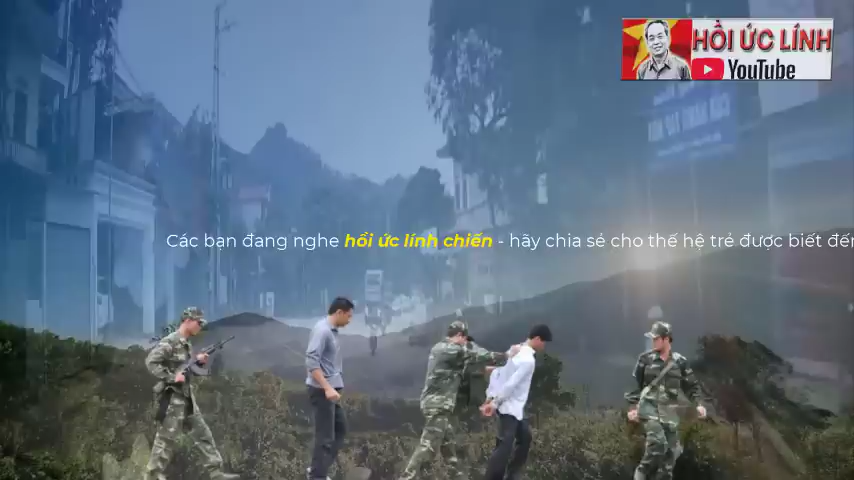 HỒI ỨC LÍNH
YouTube
Các bạn đang nghe hồi ức lính chiến - hãy chia sẻ cho thế hệ trẻ được biết đến